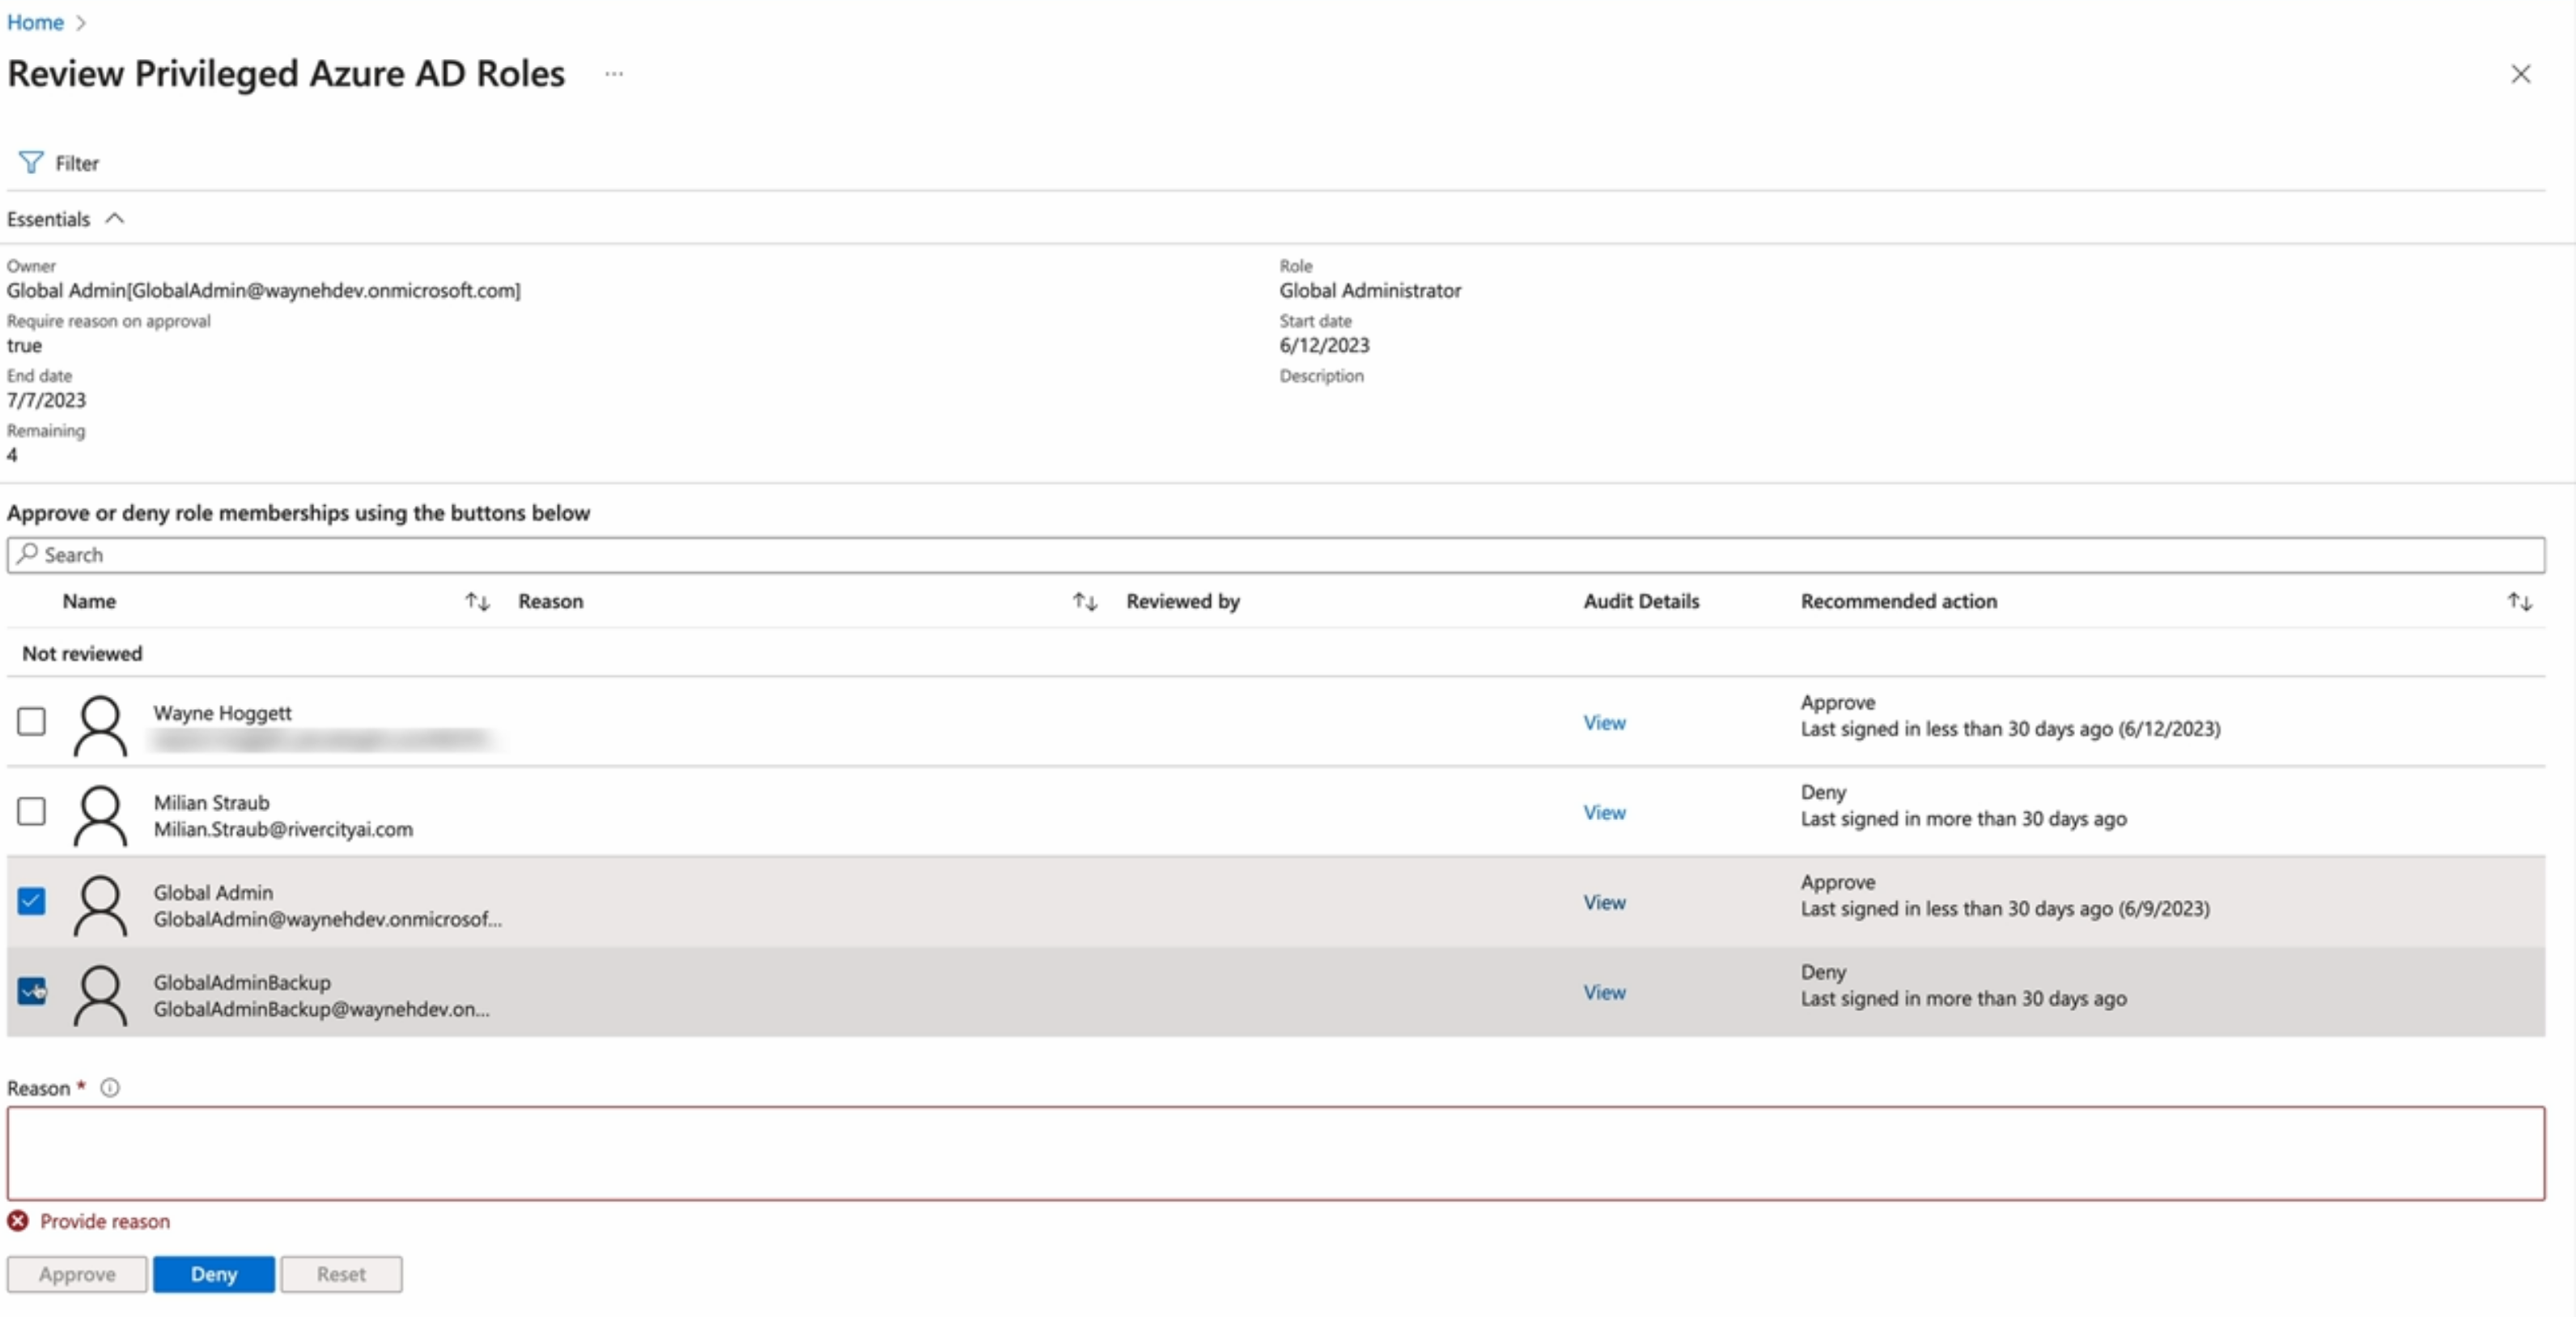 Home
Review Privileged Azure AD Roles ...
Filter
Essentials
Owner
Global Admin[GlobalAdmin@waynehdev.onmicrosoft.com]
Require reason on approval
true
End date
7/7/2023
Remaining
4
Role
Global Administrator
Start date
6/12/2023
Description
Approve or deny role memberships using the buttons below
Search
Name Reason Reviewed by Audit Details Recommended action
Not reviewed
Wayne Hoggett
View
Approve
Last signed in less than 30 days ago (6/12/2023)
Milian Straub
Milian.Straub@rivercityai.com
View
Deny
Last signed in more than 30 days ago
Global Admin
GlobalAdmin@waynehdev.onmicrosof...
View
Approve
Last signed in less than 30 days ago (6/9/2023)
GlobalAdminBackup
GlobalAdminBackup@waynehdev.on...
View
Deny
Last signed in more than 30 days ago
Reason *
Provide reason
Approve Deny Reset